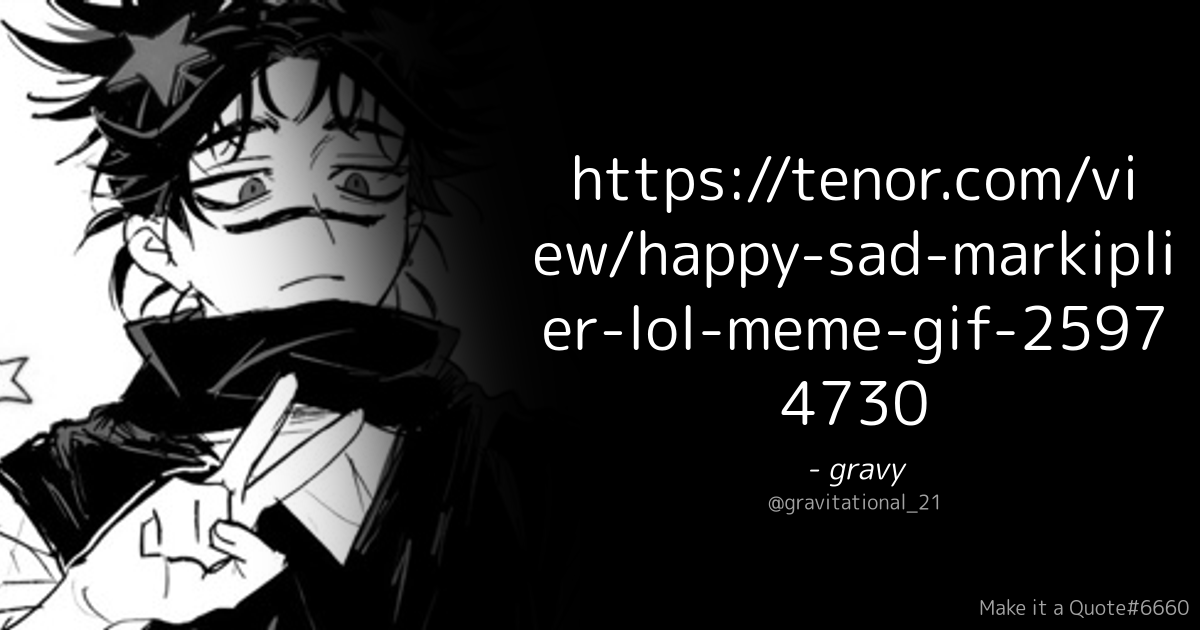 https://tenor.com/vi
ew/happy-sad-markipli
er-lol-meme-gif-2597
4730
- gravy
@gravitational_21
Make it a Quote#6660